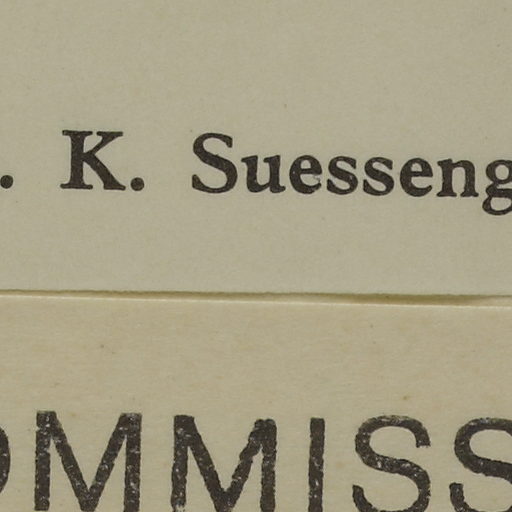 . K. Suesseng
OMMISS